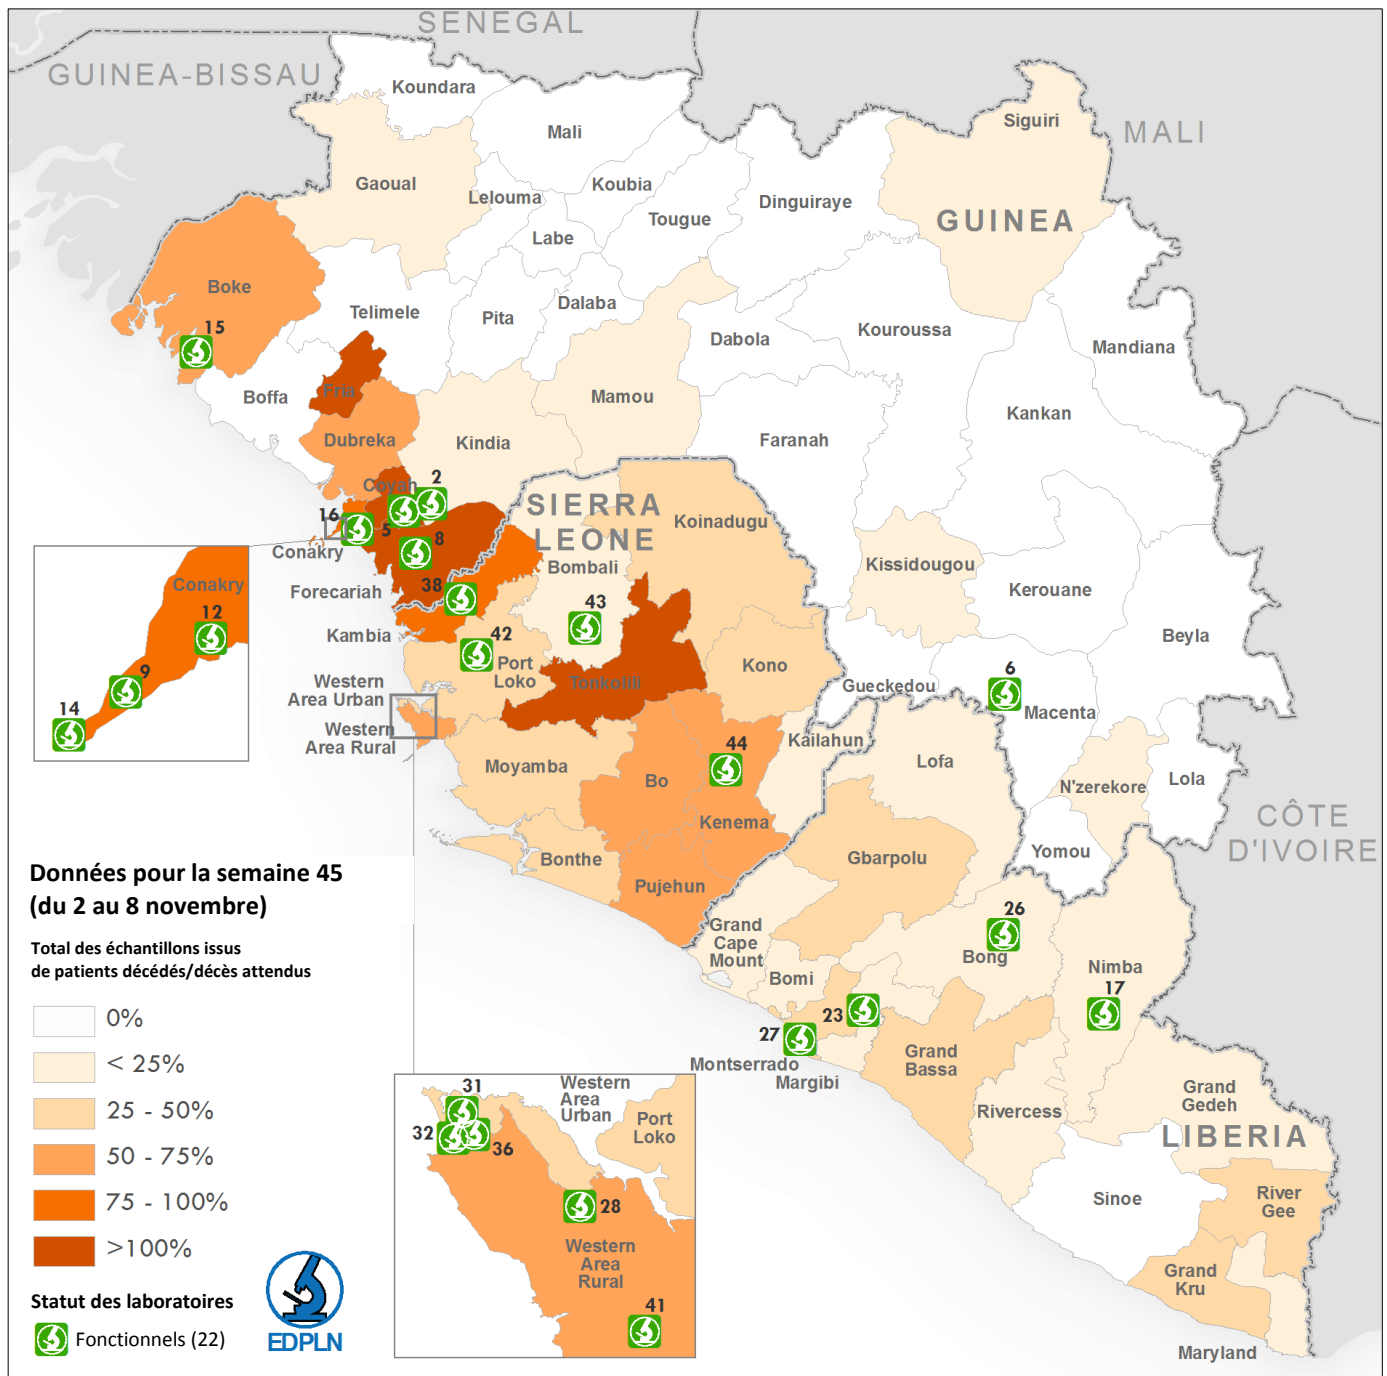 SENEGAL
GUINEA-BISSAU
MALI
Koundara
Mali
Siguiri
Gaoual
Lelouma
Koubia
Tougue
Dinguiraye
GUINEA
Labe
Boke
Telimele
Pita
Dalaba
Dabola
Kouroussa
Mandiana
15
Boffa
Fria
Mamou
Kankan
Dubreka
Kindia
Faranah
Coyah
2
16
5
8
Conakry
SIERRA
LEONE
Koinadugu
Bombali
Kissidougou
Kerouane
Forecariah
38
43
Beyla
Kambia
42
Port
Loko
Tonkolili
Kono
Gueckedou
6
Macenta
Western
Area Urban
Western
Area Rural
Kailahun
44
Moyamba
Bo
Kenema
Lofa
N'zerekore
Lola
CÔTE
D'IVOIRE
Yomou
Bonthe
Pujehun
Gbarpolu
Grand
Cape
Mount
26
Bong
Bomi
Nimba
17
23
27
Montserrado
Margibi
Grand
Bassa
Rivercess
Grand
Gedeh
LIBERIA
Sinoe
River
Gee
Grand
Kru
Maryland
Conakry
12
9
14
Données pour la semaine 45
(du 2 au 8 novembre)
Total des échantillons issus
de patients décédés/décès attendus
0%
< 25%
25 - 50%
50 - 75%
75 - 100%
>100%
Statut des laboratoires
Fonctionnels (22)
EDPLN
31
Western
Area
Urban
Port
Loko
32
36
28
Western
Area
Rural
41